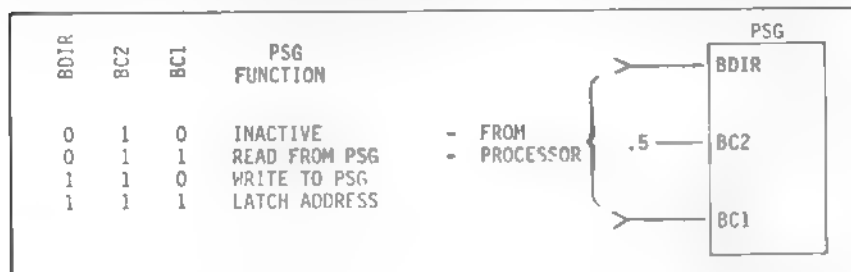 BDIR BC2 BC1 PSG FUNCTION
0 1 0 INACTIVE
0 1 1 READ FROM PSG
1 1 0 WRITE TO PSG
1 1 1 LATCH ADDRESS
- FROM
- PROCESSOR
PSG
BDIR
.5 BC2
BC1